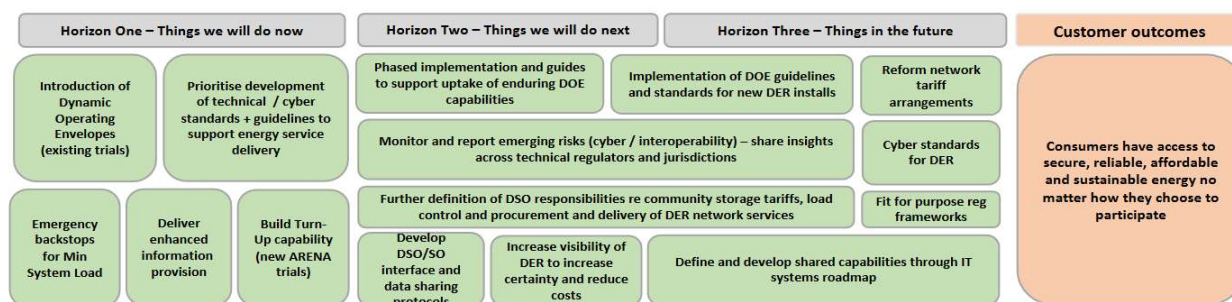 Horizon One – Things we will do now
Horizon Two – Things we will do next
Horizon Three – Things in the future
Customer outcomes
Introduction of
Dynamic
Operating
Envelopes
(existing trials)
Prioritise development
of technical / cyber
standards + guidelines to
support energy service
delivery
Phased implementation and guides
to support uptake of enduring DOE
capabilities
Implementation of DOE guidelines
and standards for new DER installs
Reform network
tariff
arrangements
Monitor and report emerging risks (cyber / interoperability) – share insights
across technical regulators and jurisdictions
Cyber standards
for DER
Consumers have access to
secure, reliable, affordable
and sustainable energy no
matter how they choose to
participate
Emergency
backstops
for Min
System Load
Deliver
enhanced
information
provision
Build Turn-
Up capability
(new ARENA
trials)
Further definition of DSO responsibilities re community storage tariffs, load
control and procurement and delivery of DER network services
Fit for purpose reg
frameworks
Develop
DSO/SO
interface and
data sharing
protocols
Increase visibility of
DER to increase
certainty and reduce
costs
Define and develop shared capabilities through IT
systems roadmap